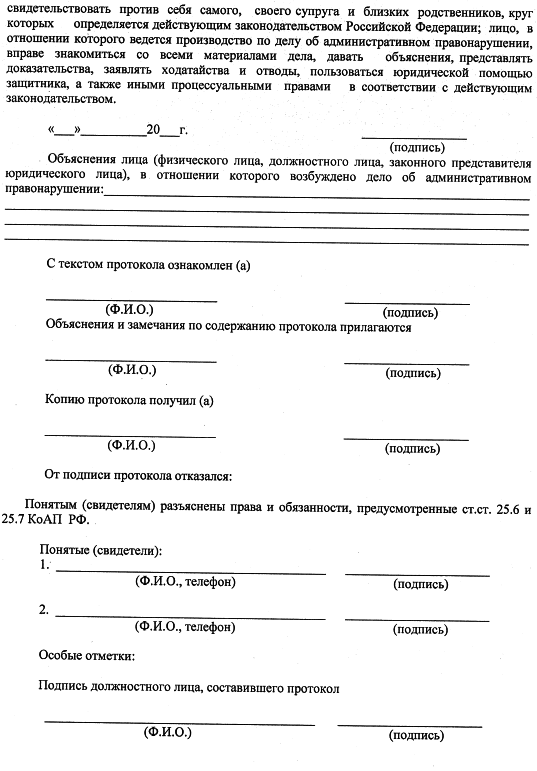 свидетельствовать против себя самого, своего супруга и близких родственников, круг
которых определяется действующим законодательством Российской Федерации; лицо, в
отношении которого ведется производство по делу об административном правонарушении,
вправе знакомиться со всеми материалами дела, давать объяснения, представлять
доказательства, заявлять ходатайства и отводы, пользоваться юридической помощью
защитника, а также иными процессуальными правами в соответствии с действующим
законодательством.
«___»__________20___г. ________________
(подпись)
Объяснения лица (физического лица, должностного лица, законного представителя
юридического лица), в отношении которого возбуждено дело об административном
правонарушении:
С текстом протокола ознакомлен (а)
(Ф.И.О.) (подпись)
Объяснения и замечания по содержанию протокола прилагаются
(Ф.И.О.) (подпись)
Копию протокола получил (а)
(Ф.И.О.) (подпись)
От подписи протокола отказался:
Понятым (свидетелям) разъяснены права и обязанности, предусмотренные ст.ст. 25.6 и
25.7 КоАП РФ.
Понятые (свидетели):
1.
(Ф.И.О., телефон) (подпись)
2.
(Ф.И.О., телефон) (подпись)
Особые отметки:
Подпись должностного лица, составившего протокол
(Ф.И.О.) (подпись)